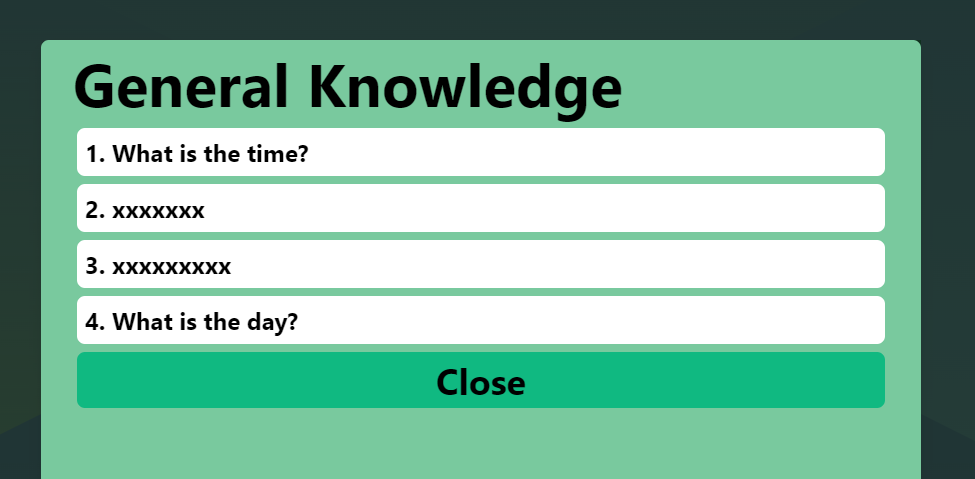 General Knowledge
1. What is the time?
2. xxxxxxx
3. xxxxxxxxx
4. What is the day?
Close